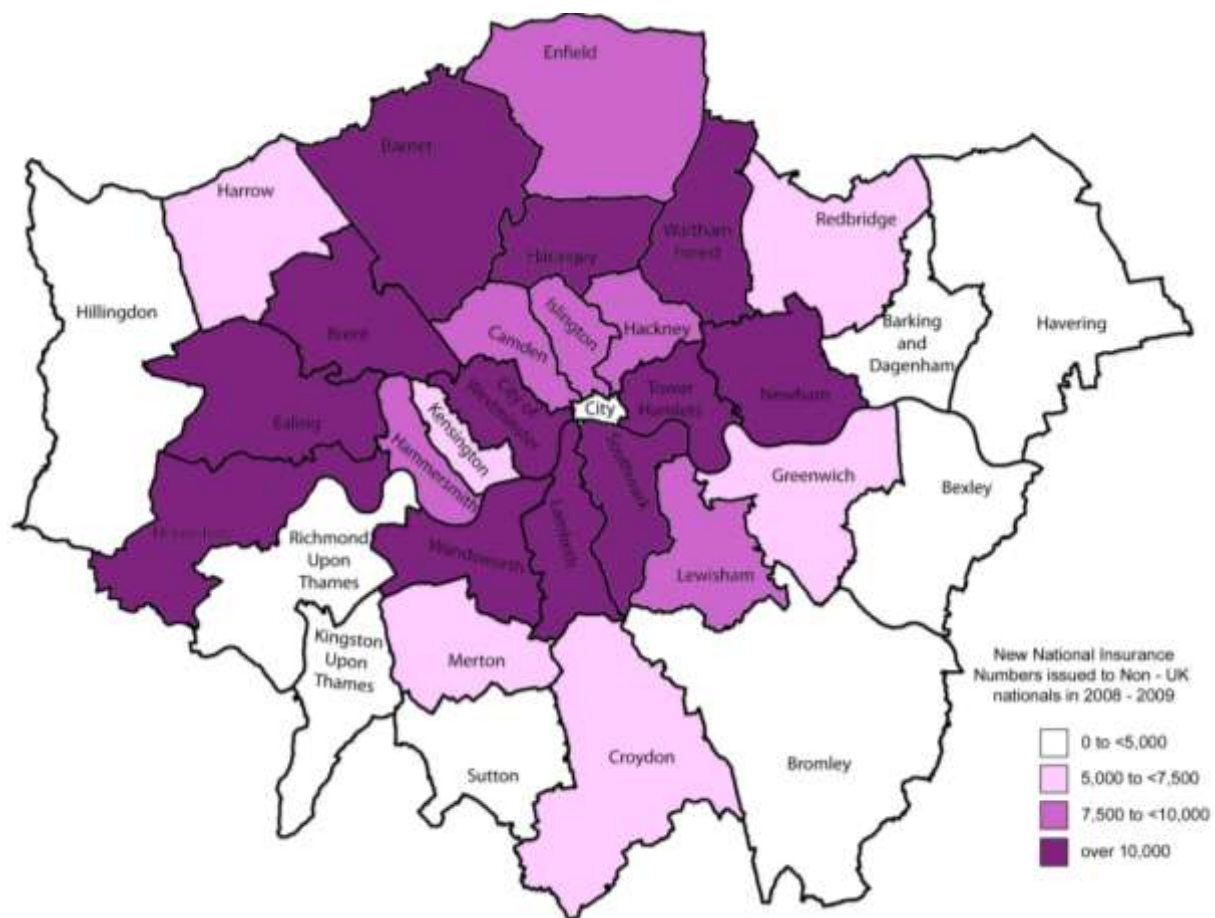 Enfield
Barnet
Harrow
Redbridge
Waltham
Forest
Haringey
Hillingdon
Islington
Hackney
Barking
and
Dagenham
Havering
Brent
Camden
City of
Westminster
City
Tower
Hamlets
Newham
Ealing
Kensington
Hammersmith
Southwark
Greenwich
Bexley
Richmond
Upon
Thames
Wandsworth
Lambeth
Lewisham
Kingston
Upon
Thames
Merton
Sutton
Croydon
Bromley
New National Insurance
Numbers issued to Non - UK
nationals in 2008 - 2009
0 to <5,000
5,000 to <7,500
7,500 to <10,000
over 10,000